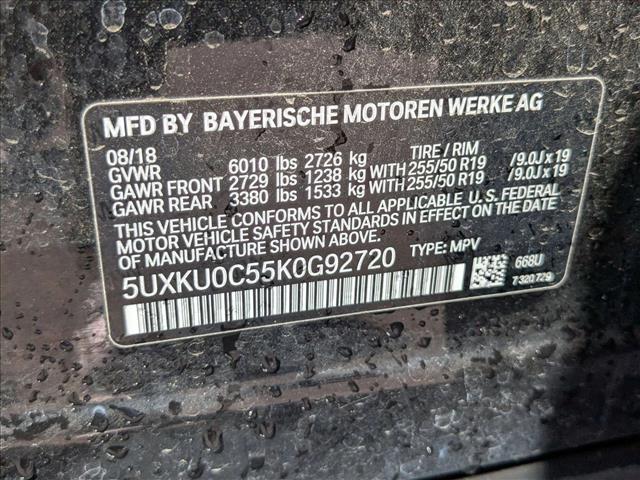 MFD BY BAYERISCHE MOTOREN WERKE AG
08/18 TIRE / RIM
GVWR 6010 lbs 2726 kg
GAWR FRONT 2729 lbs 1238 kg WITH 255/50 R19 /9.0J x 19
GAWR REAR 3380 lbs 1533 kg WITH 255/50 R19 /9.0J x 19
THIS VEHICLE CONFORMS TO ALL APPLICABLE U.S. FEDERAL
MOTOR VEHICLE SAFETY STANDARDS IN EFFECT ON THE DATE
OF MANUFACTURE SHOWN ABOVE.
5UXKU0C55K0G92720 TYPE: MPV
668U
7320729